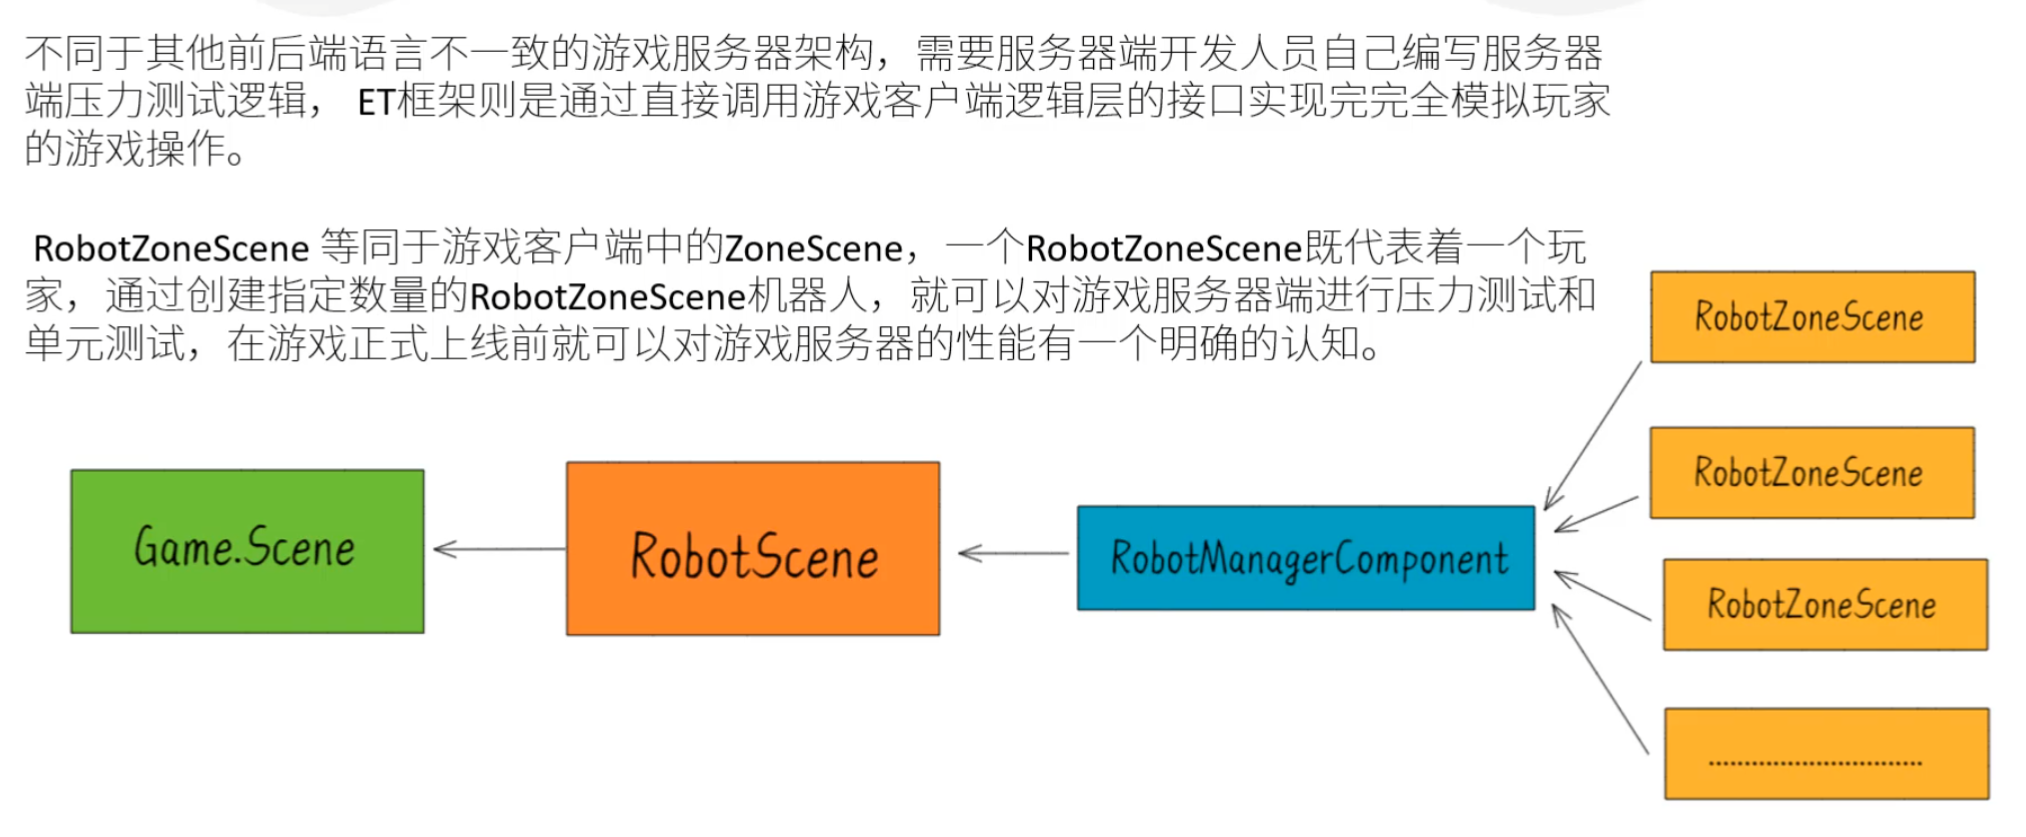 不同于其他前后端语言不一致的游戏服务器架构，需要服务器端开发人员自己编写服务器
端压力测试逻辑， ET框架则是通过直接调用游戏客户端逻辑层的接口实现完完全模拟玩家
的游戏操作。
RobotZoneScene 等同于游戏客户端中的ZoneScene，一个RobotZoneScene既代表着一个玩
家，通过创建指定数量的RobotZoneScene机器人，就可以对游戏服务器端进行压力测试和
单元测试，在游戏正式上线前就可以对游戏服务器的性能有一个明确的认知。
Game.Scene
RobotScene
RobotManagerComponent
RobotZoneScene
RobotZoneScene
RobotZoneScene
..............................